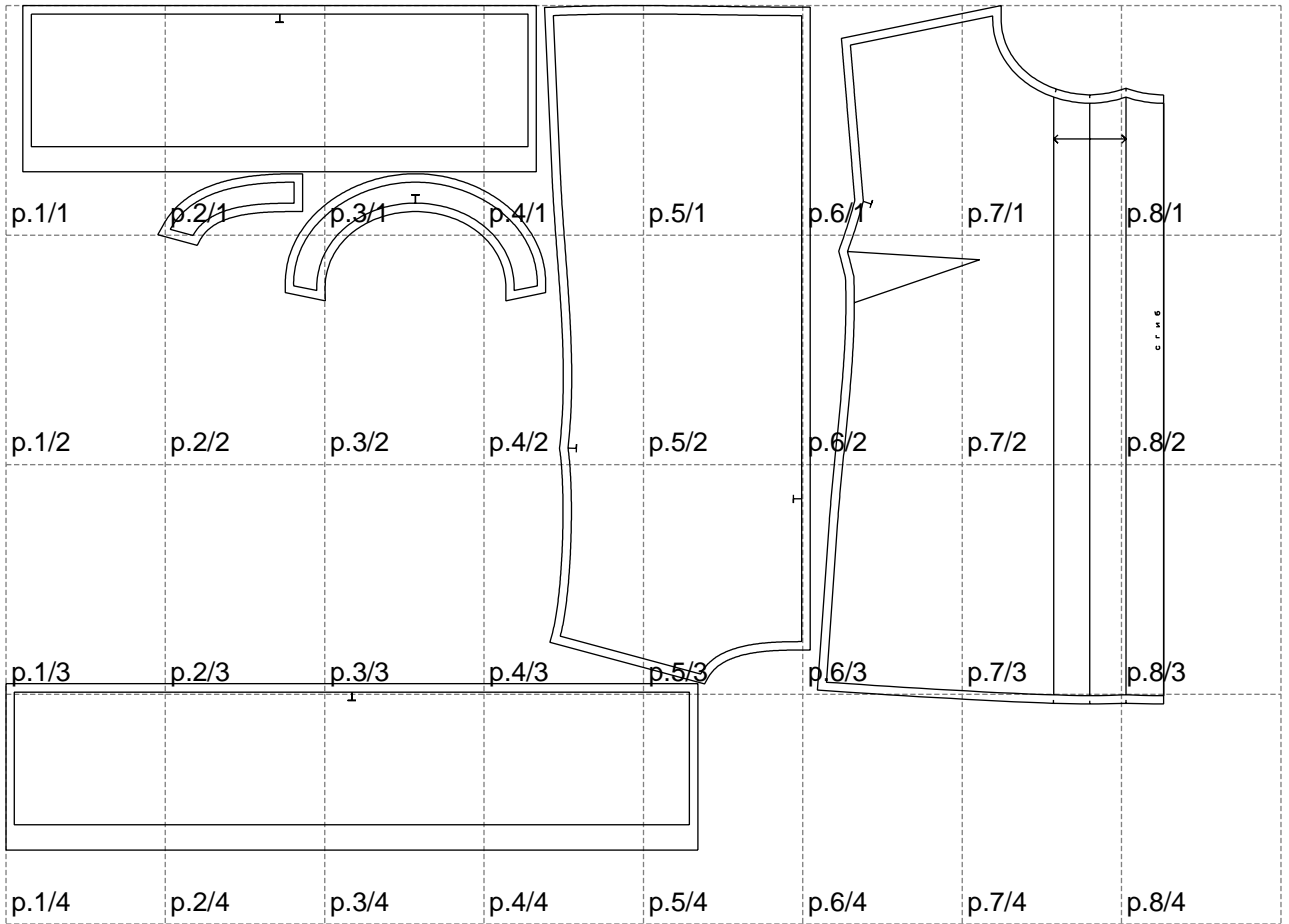 p.1/1 p.2/1 p.3/1 p.4/1 p.5/1 p.6/1 p.7/1 p.8/1
сгиб
p.1/2 p.2/2 p.3/2 p.4/2 p.5/2 p.6/2 p.7/2 p.8/2
p.1/3 p.2/3 p.3/3 p.4/3 p.5/3 p.6/3 p.7/3 p.8/3
p.1/4 p.2/4 p.3/4 p.4/4 p.5/4 p.6/4 p.7/4 p.8/4